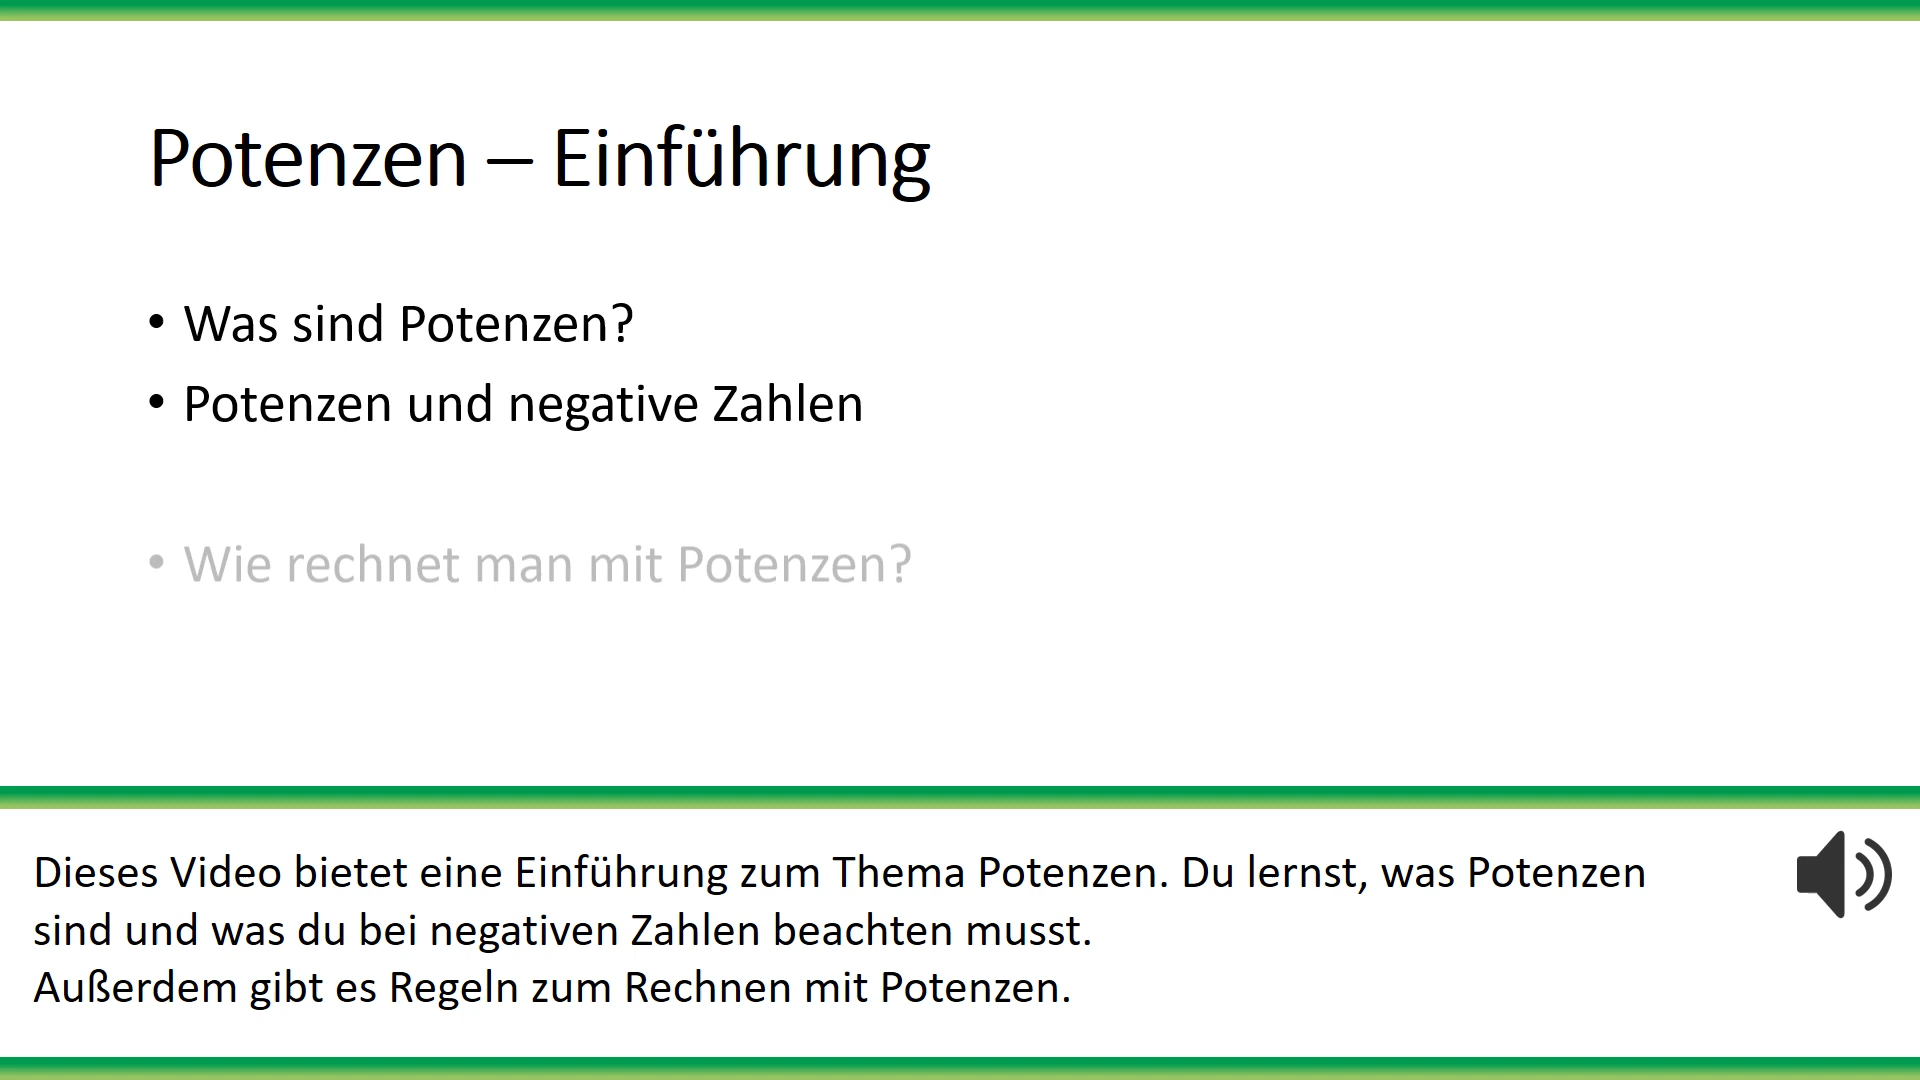 Potenzen – Einführung
• Was sind Potenzen?
• Potenzen und negative Zahlen
• Wie rechnet man mit Potenzen?
Dieses Video bietet eine Einführung zum Thema Potenzen. Du lernst, was Potenzen
sind und was du bei negativen Zahlen beachten musst.
Außerdem gibt es Regeln zum Rechnen mit Potenzen.